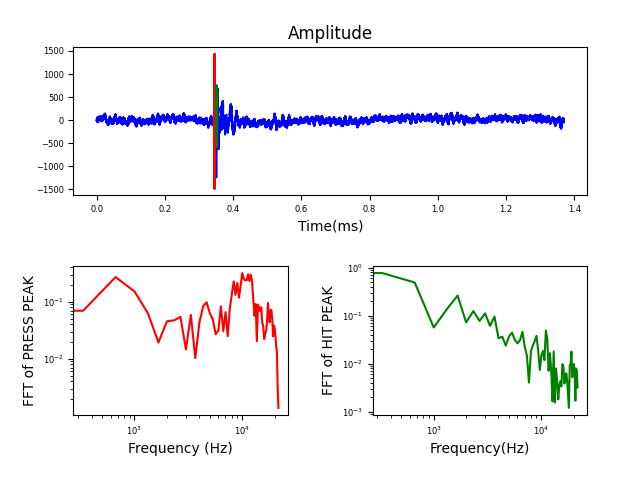 Amplitude
1500
1000
500
0
−500
−1000
−1500
0.0 0.2 0.4 0.6 0.8 1.0 1.2 1.4
Time(ms)
FFT of PRESS PEAK
10⁻¹
10⁻²
10³ 10⁴
Frequency (Hz)
FFT of HIT PEAK
10⁰
10⁻¹
10⁻²
10⁻³
10³ 10⁴
Frequency(Hz)